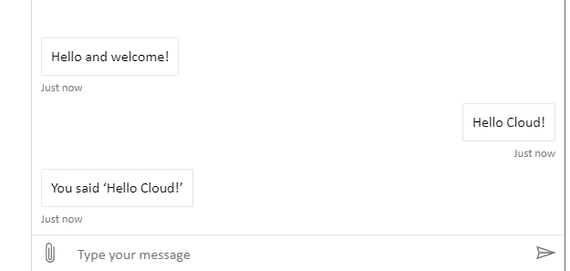 Hello and welcome!
Just now
Hello Cloud!
Just now
You said ‘Hello Cloud!’
Just now
Type your message